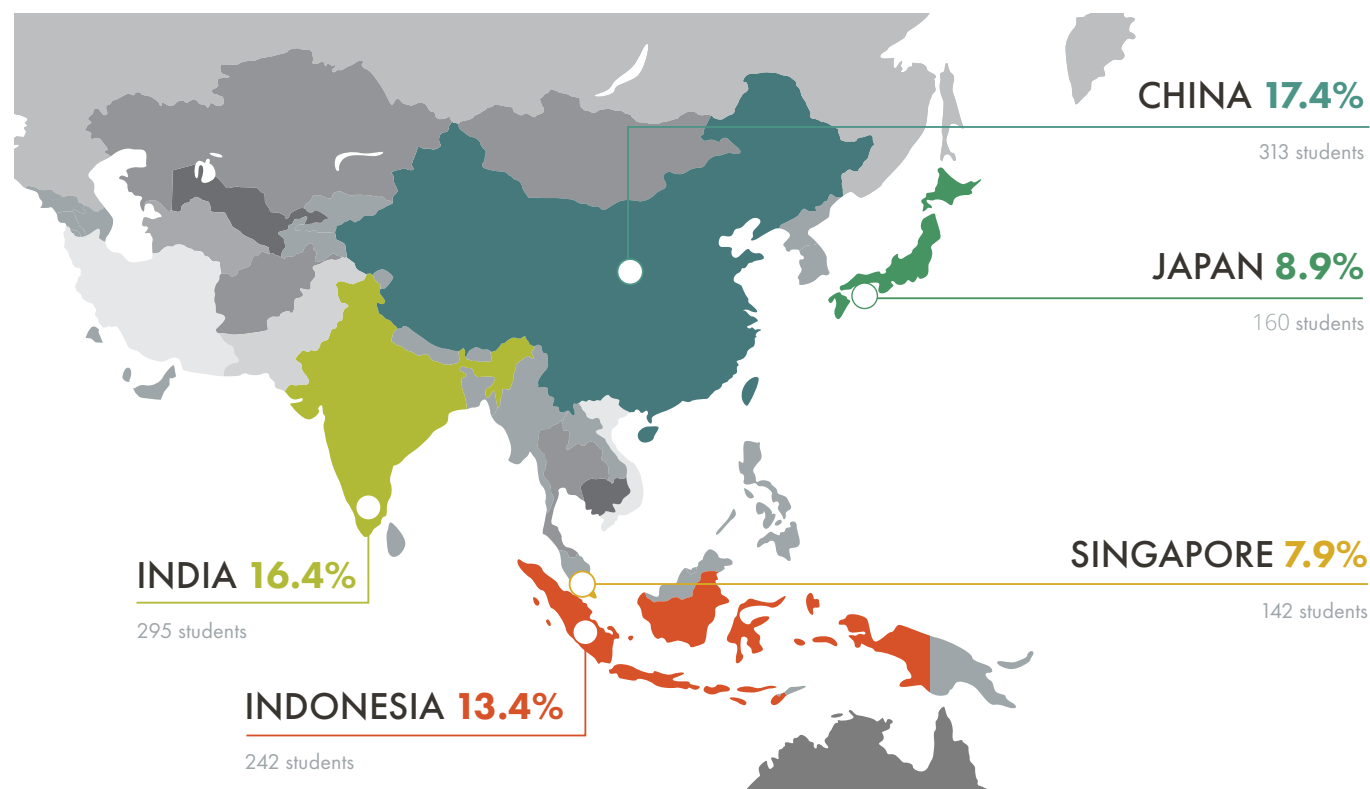 CHINA 17.4%
313 students
JAPAN 8.9%
160 students
SINGAPORE 7.9%
142 students
INDIA 16.4%
295 students
INDONESIA 13.4%
242 students